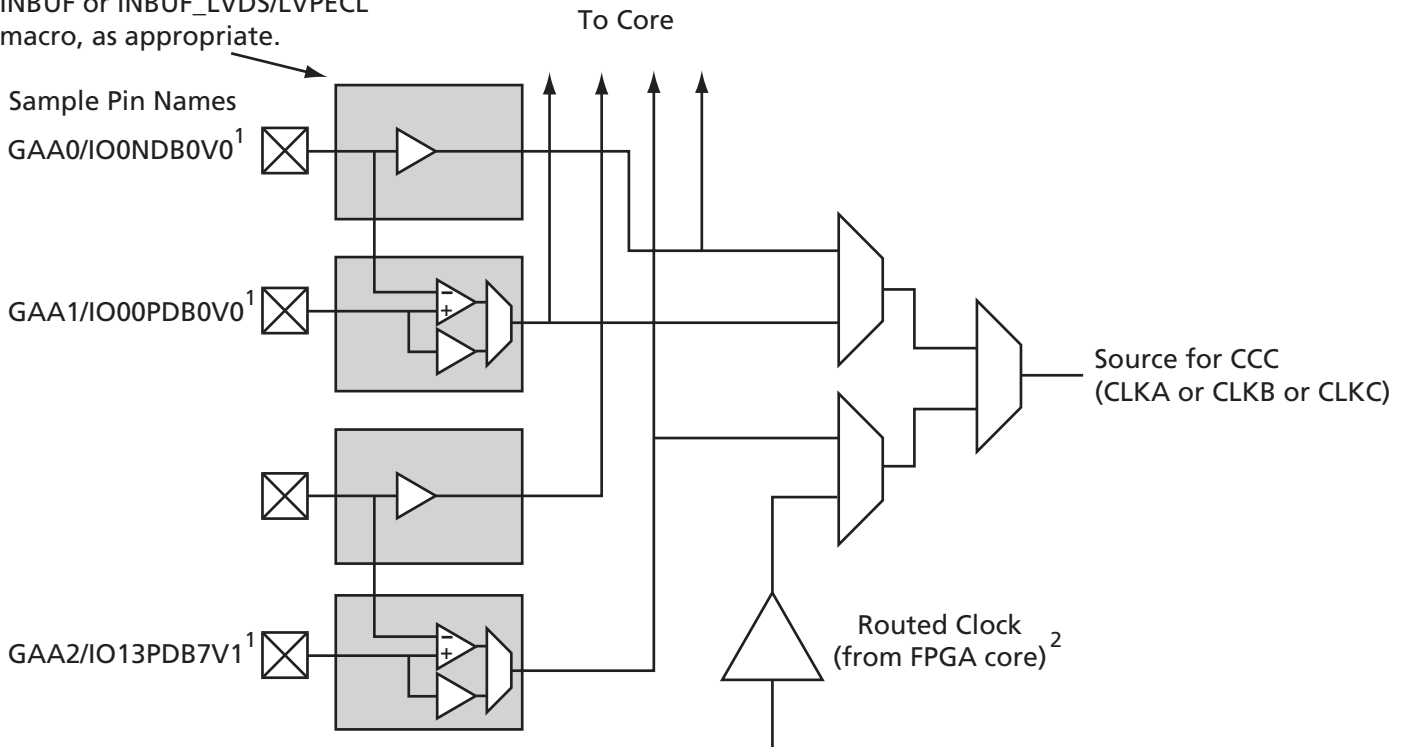 INBUF or INBUF_LVDS/LVPECL
macro, as appropriate.
To Core
Sample Pin Names
GAA0/IO0NDB0V0¹
GAA1/IO00PDB0V0¹
Source for CCC
(CLKA or CLKB or CLKC)
GAA2/IO13PDB7V1¹
Routed Clock
(from FPGA core)²
- +
- +